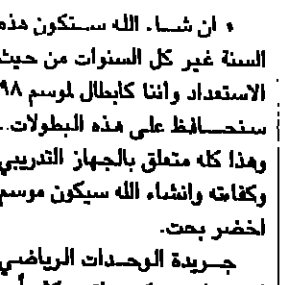 * ان شاء. الله ستكون هذه
السنة غير كل السنوات من حيث
الاستعداد واننا كابطال لموسم ٩٨
سنحافظ على هذه البطولات..
وهذا كله متعلق بالجهاز التدريبي
وكفاءته وانشاء الله سيكون موسم
اخضر بحت.
جريدة الوحدات الرياضي